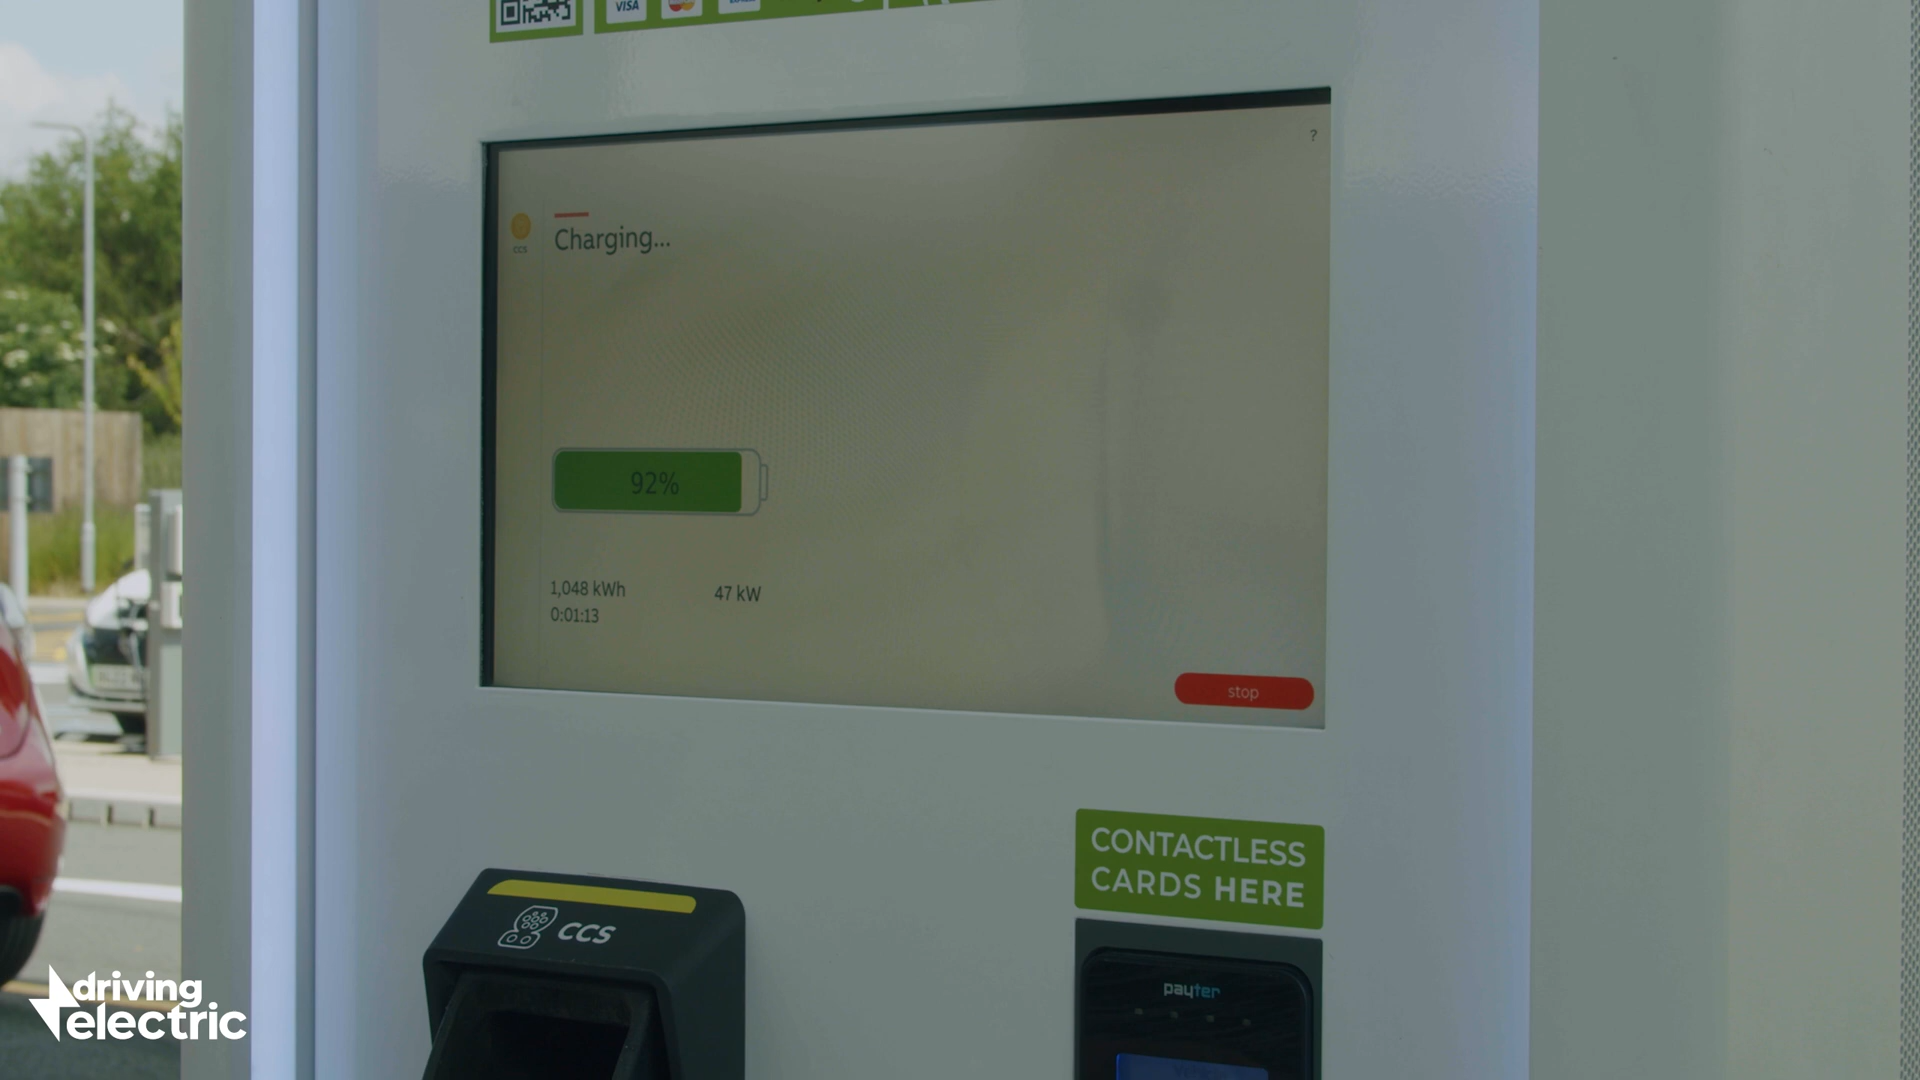 VISA
?
CCS
Charging...
92%
1,048 kWh
47 kW
0:01:13
stop
CONTACTLESS
CARDS HERE
CCS
payter
driving
electric